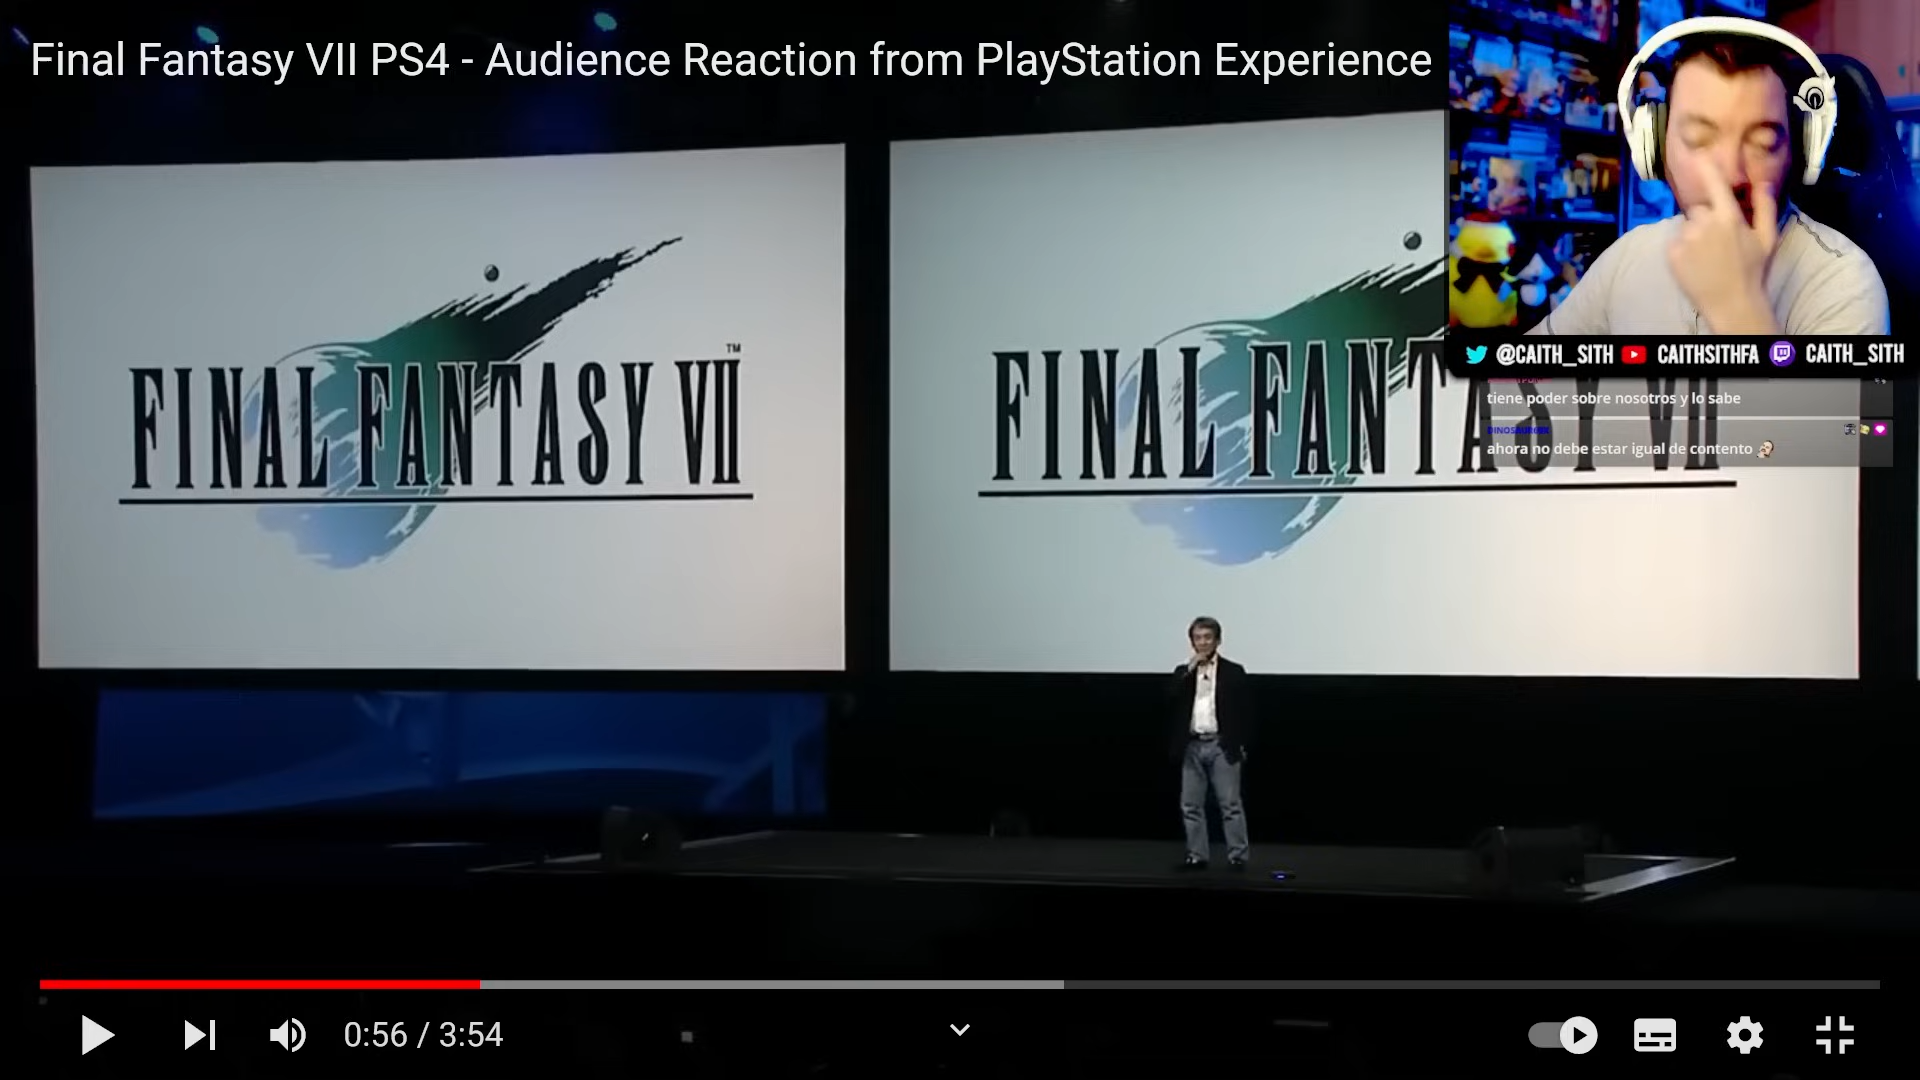 Final Fantasy VII PS4 - Audience Reaction from PlayStation Experience
FINAL FANTASY VII
TM
FINAL FANTASY VII
@CAITH_SITH CAITHSITHFA CAITH_SITH
tiene poder sobre nosotros y lo sabe
ahora no debe estar igual de contento
0:56 / 3:54